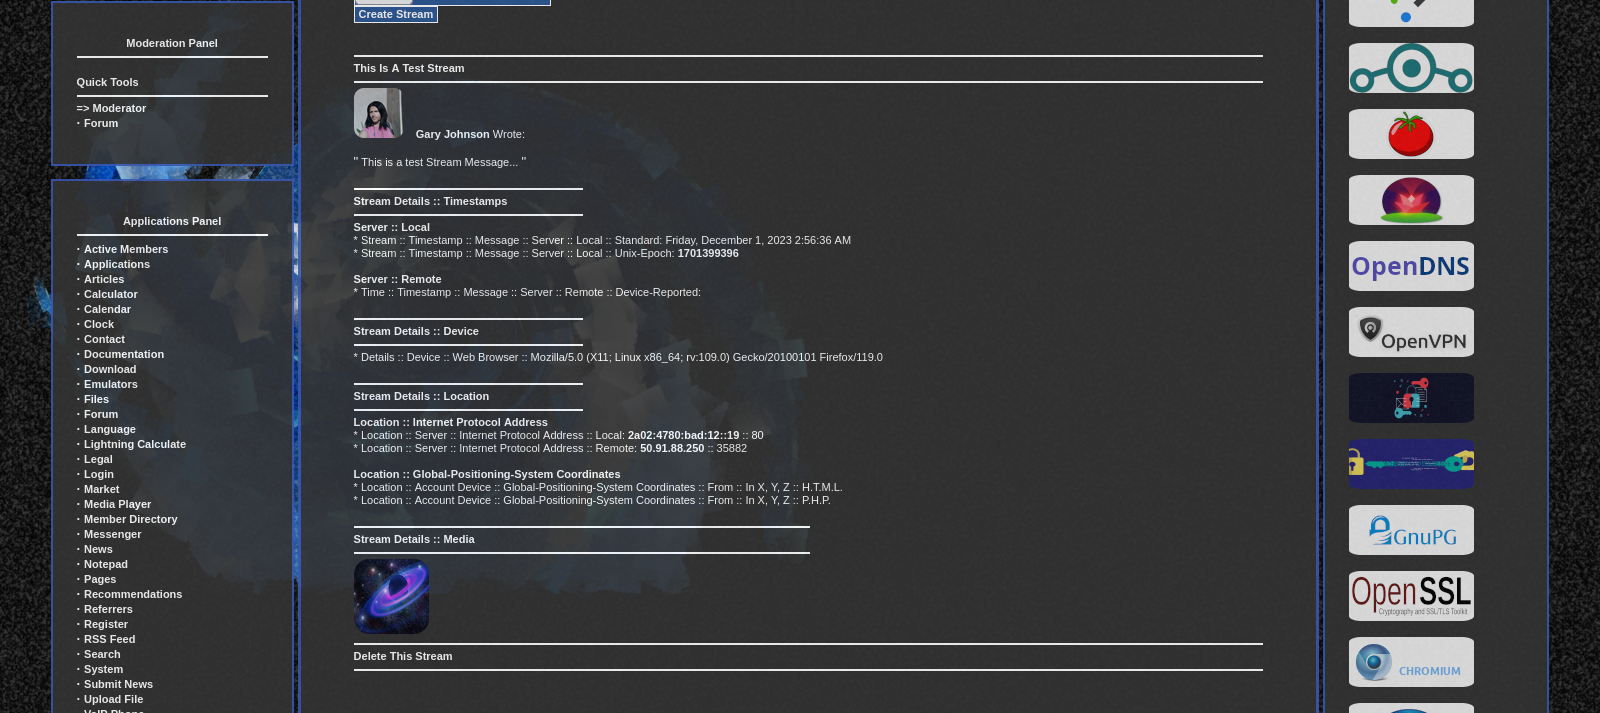 Moderation Panel
Quick Tools
=> Moderator
· Forum
Applications Panel
· Active Members
· Applications
· Articles
· Calculator
· Calendar
· Clock
· Contact
· Documentation
· Download
· Emulators
· Files
· Forum
· Language
· Lightning Calculate
· Legal
· Login
· Market
· Media Player
· Member Directory
· Messenger
· News
· Notepad
· Pages
· Recommendations
· Referrers
· Register
· RSS Feed
· Search
· System
· Submit News
· Upload File
· VoIP Phone
Create Stream
This Is A Test Stream
Gary Johnson Wrote:
" This is a test Stream Message... "
Stream Details :: Timestamps
Server :: Local
* Stream :: Timestamp :: Message :: Server :: Local :: Standard: Friday, December 1, 2023 2:56:36 AM
* Stream :: Timestamp :: Message :: Server :: Local :: Unix-Epoch: 1701399396
Server :: Remote
* Time :: Timestamp :: Message :: Server :: Remote :: Device-Reported:
Stream Details :: Device
* Details :: Device :: Web Browser :: Mozilla/5.0 (X11; Linux x86_64; rv:109.0) Gecko/20100101 Firefox/119.0
Stream Details :: Location
Location :: Internet Protocol Address
* Location :: Server :: Internet Protocol Address :: Local: 2a02:4780:bad:12::19 :: 80
* Location :: Server :: Internet Protocol Address :: Remote: 50.91.88.250 :: 35882
Location :: Global-Positioning-System Coordinates
* Location :: Account Device :: Global-Positioning-System Coordinates :: From :: In X, Y, Z :: H.T.M.L.
* Location :: Account Device :: Global-Positioning-System Coordinates :: From :: In X, Y, Z :: P.H.P.
Stream Details :: Media
Delete This Stream
OpenDNS
OpenVPN
GnuPG
OpenSSL
Cryptography and SSL/TLS Toolkit
CHROMIUM